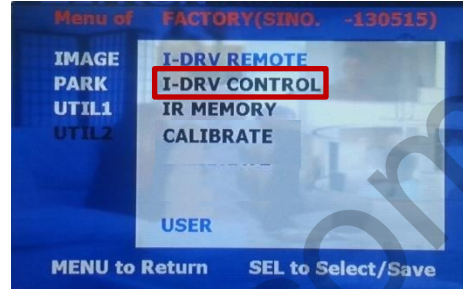 Menu of FACTORY(SINO. -130515)
IMAGE I-DRV REMOTE
PARK I-DRV CONTROL
UTIL1 IR MEMORY
UTIL2 CALIBRATE
USER
MENU to Return SEL to Select/Save